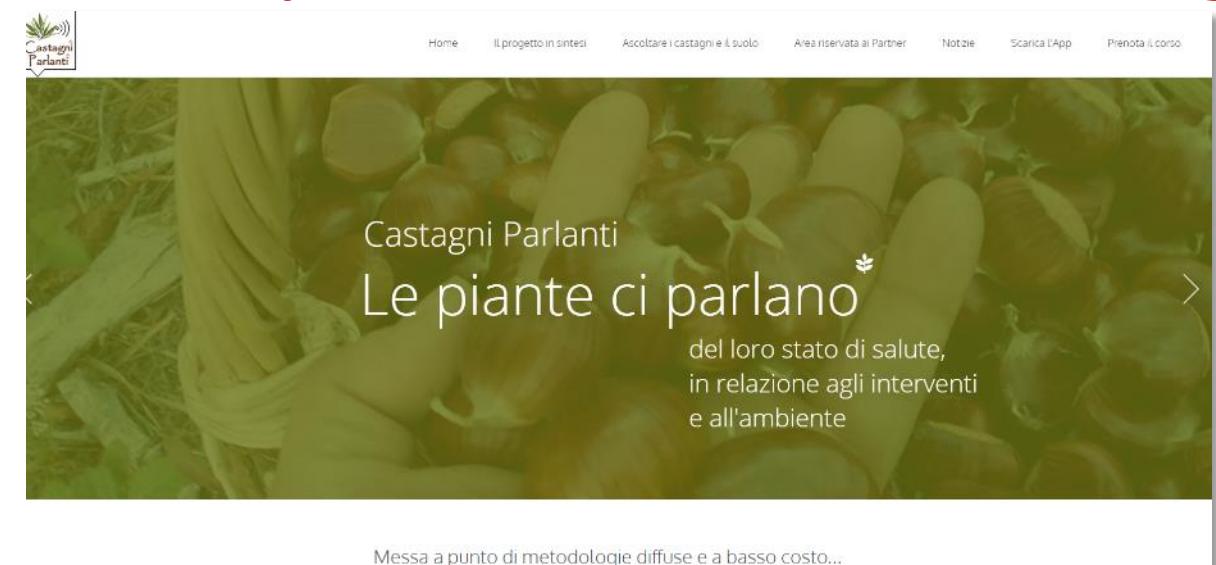 Castagni
Parlanti
Home Il progetto in sintesi Ascoltare i castagni e il suolo Area riservata ai Partner Notizie Scarica l'App Prenota il corso
Castagni Parlanti
Le piante ci parlano
del loro stato di salute,
in relazione agli interventi
e all'ambiente
Messa a punto di metodologie diffuse e a basso costo...